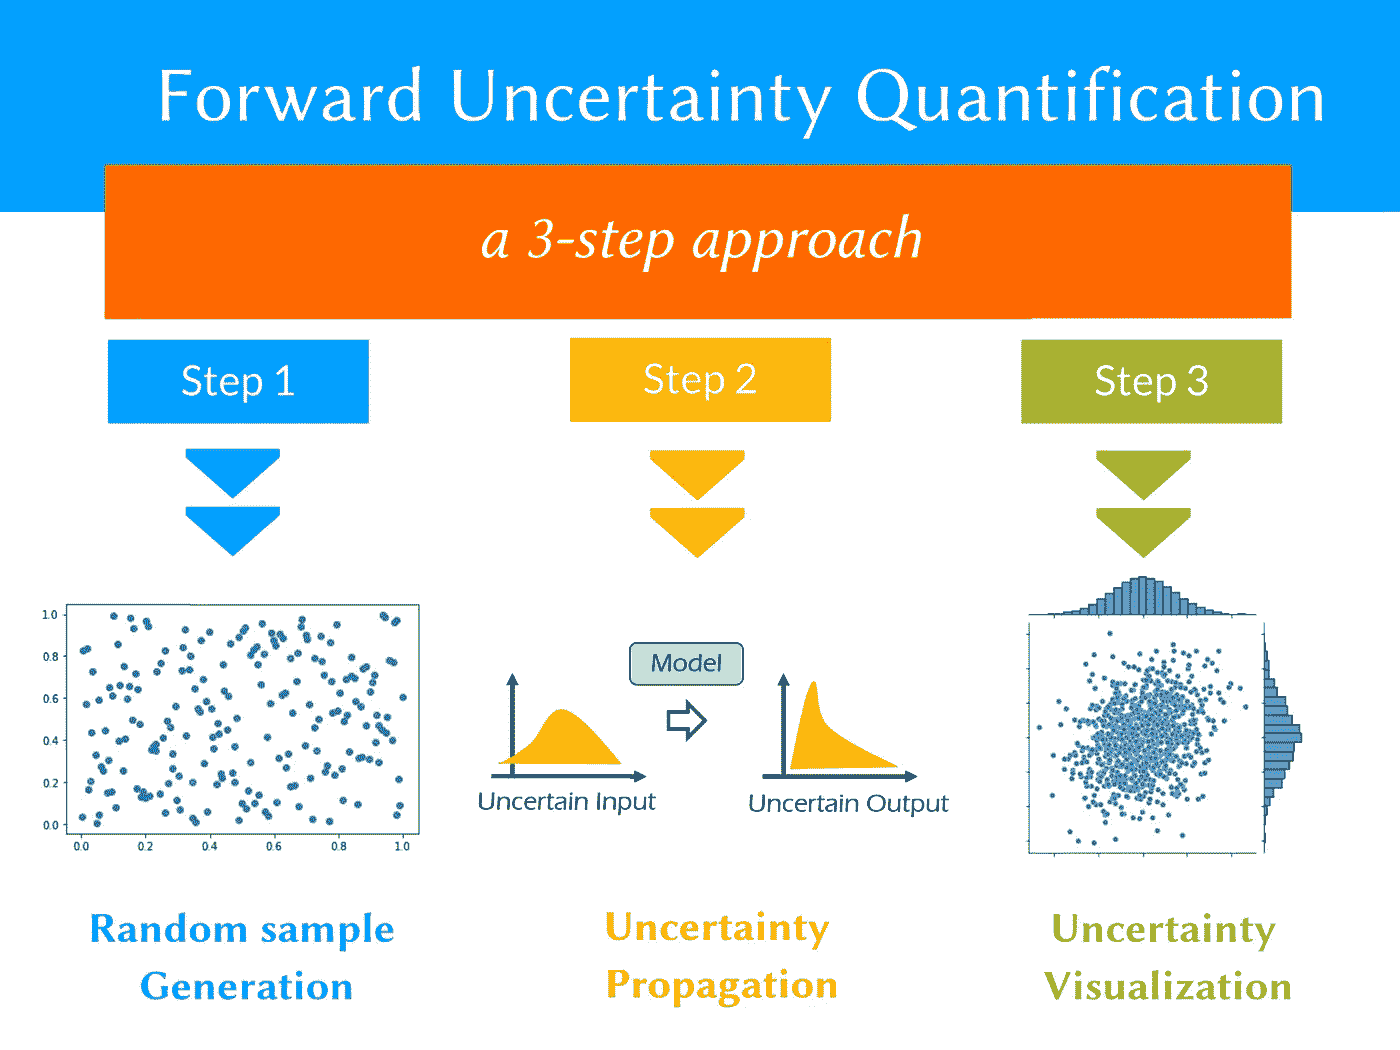 Forward Uncertainty Quantification
a 3-step approach
Step 1
Step 2
Step 3
1.0
0.8
0.6
0.4
0.2
0.0
0.0 0.2 0.4 0.6 0.8 1.0
Model
Uncertain Input
Uncertain Output
Random sample
Generation
Uncertainty
Propagation
Uncertainty
Visualization